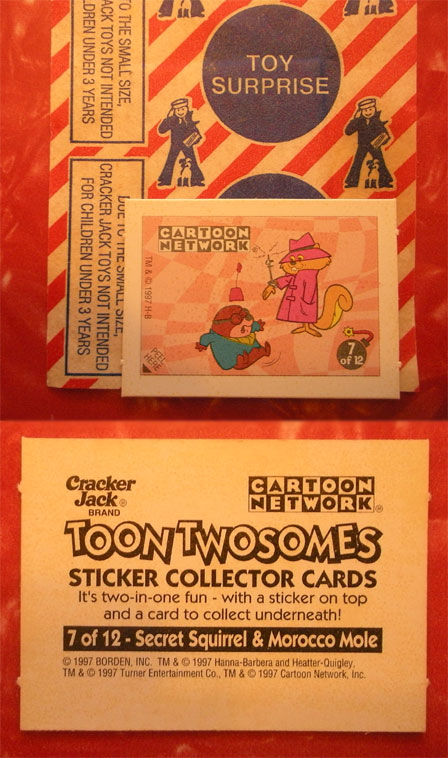 TO THE SMALL SIZE,
JACK TOYS NOT INTENDED
CHILDREN UNDER 3 YEARS
TOY
SURPRISE
DUE TO THE SMALL SIZE,
CRACKER JACK TOYS NOT INTENDED
FOR CHILDREN UNDER 3 YEARS
CARTOON
NETWORK®
TM & © 1997 H-B
PEEL
HERE
7
of 12
Cracker
Jack®
BRAND
CARTOON
NETWORK®
TOON TWOSOMES
STICKER COLLECTOR CARDS
It's two-in-one fun - with a sticker on top
and a card to collect underneath!
7 of 12 - Secret Squirrel & Morocco Mole
© 1997 BORDEN, INC. TM & © 1997 Hanna-Barbera and Heatter-Quigley,
TM & © 1997 Turner Entertainment Co., TM & © 1997 Cartoon Network, Inc.